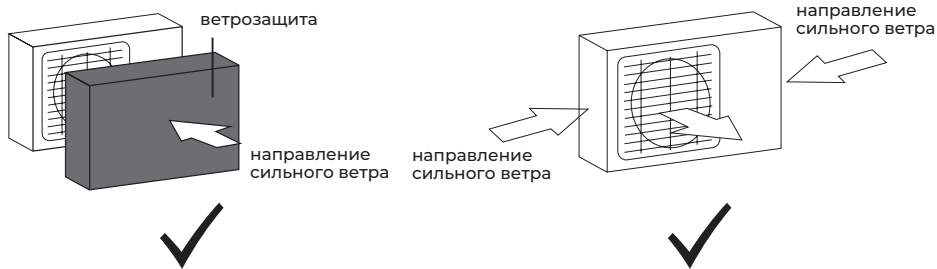 ветрозащита
направление
сильного ветра
направление
сильного ветра
направление
сильного ветра